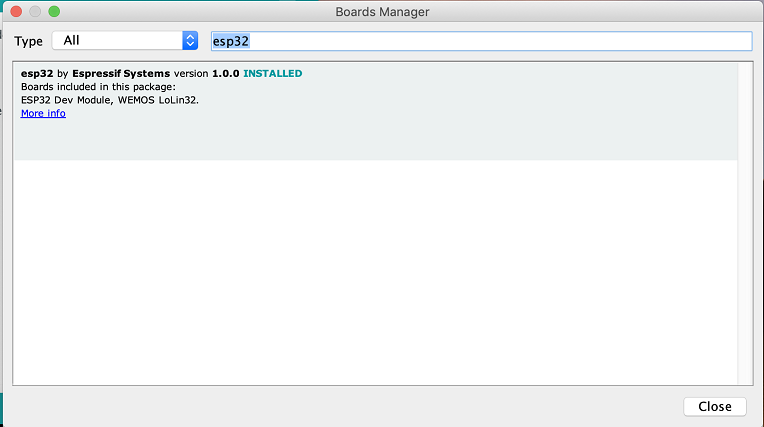 Boards Manager
Type All esp32
esp32 by Espressif Systems version 1.0.0 INSTALLED
Boards included in this package:
ESP32 Dev Module, WEMOS LoLin32.
More info
Close